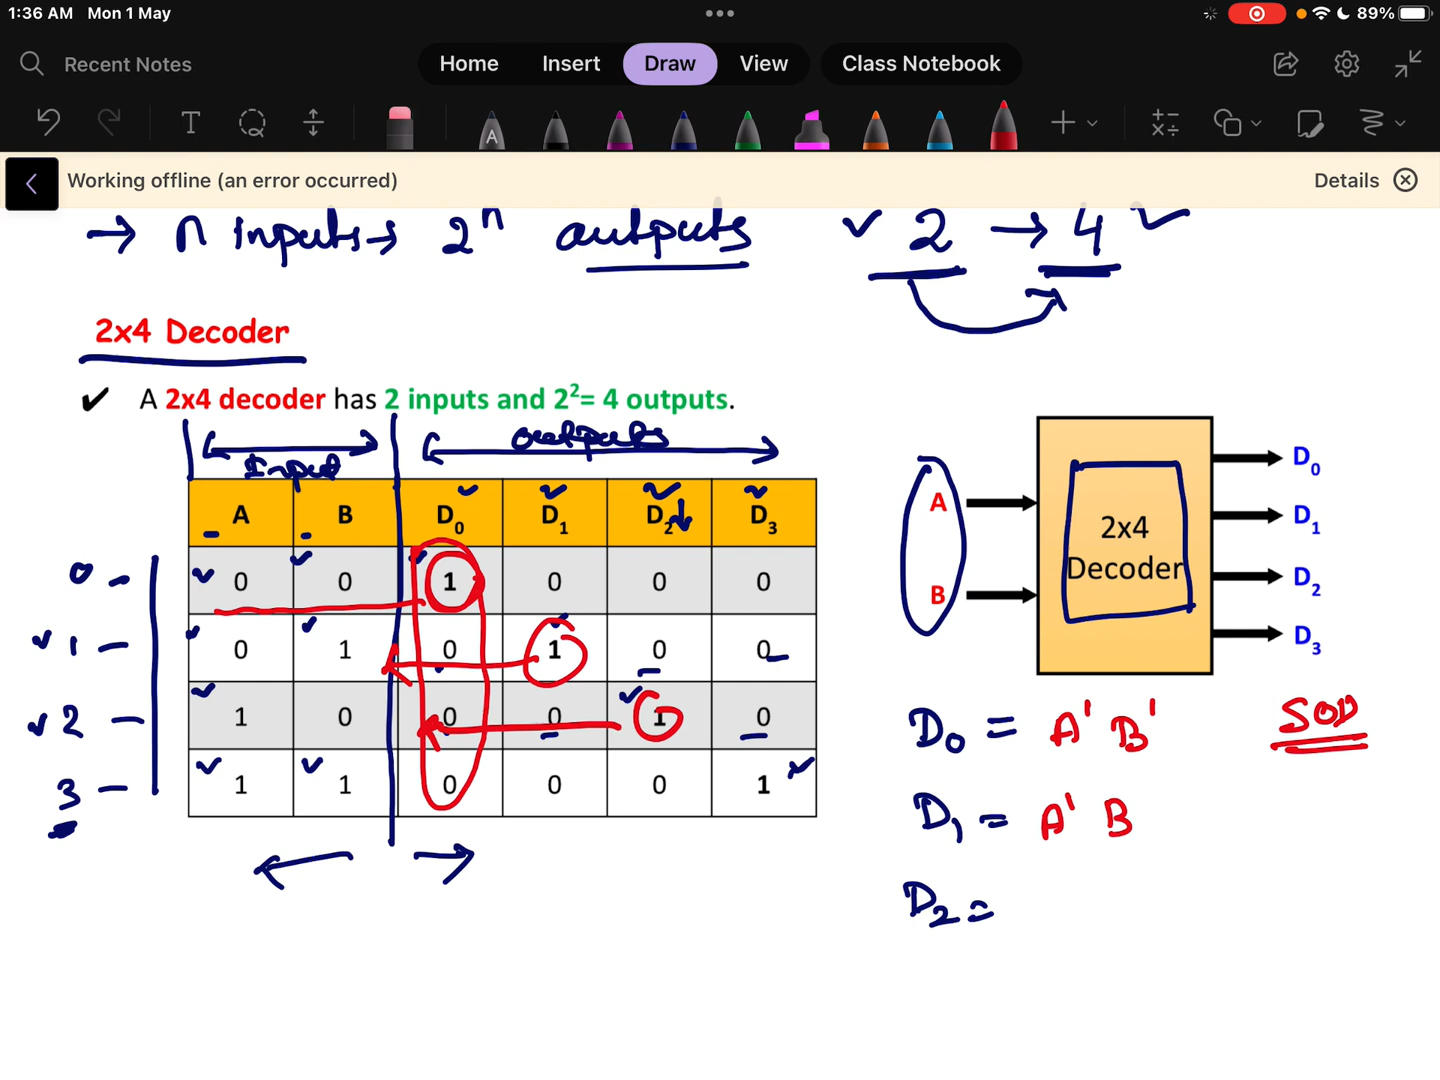 1:36 AM Mon 1 May
89%
Recent Notes
Home Insert Draw View Class Notebook
T A
Working offline (an error occurred)
Details
→ n inputs → 2ⁿ outputs ✓ 2 → 4 ✓
2x4 Decoder
✔ A 2x4 decoder has 2 inputs and 2²= 4 outputs.
Input outputs
A B D₀ D₁ D₂ D₃
0 - 0 0 1 0 0 0
1 - 0 1 0 1 0 0
2 - 1 0 0 0 1 0
3 - 1 1 0 0 0 1
A
B
2x4
Decoder
D₀
D₁
D₂
D₃
D₀ = A' B'
SOP
D₁ = A' B
D₂ =